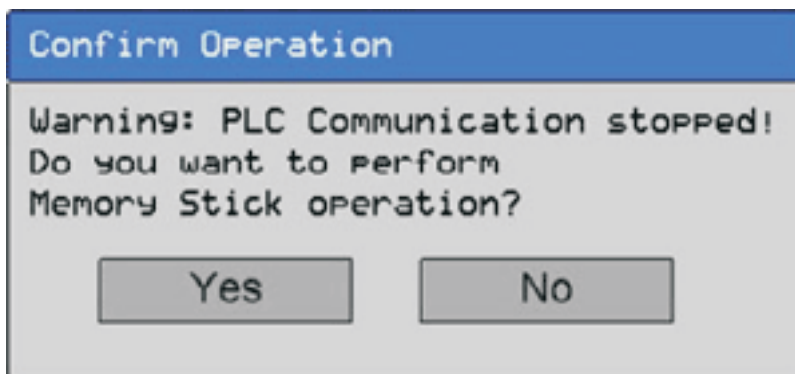 Confirm Operation
Warning: PLC Communication stopped!
Do you want to perform
Memory Stick operation?
Yes
No